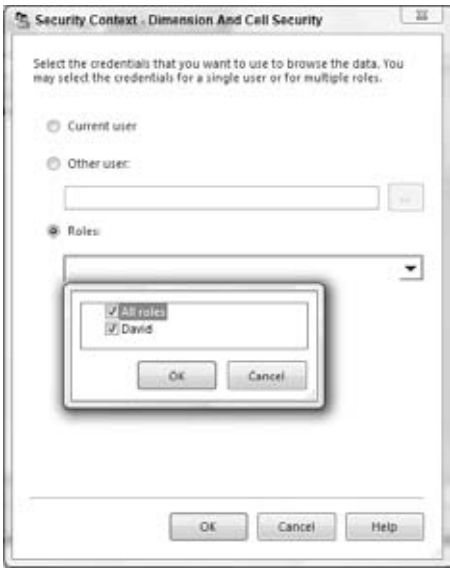 Security Context - Dimension And Cell Security
Select the credentials that you want to use to browse the data. You
may select the credentials for a single user or for multiple roles.
Current user
Other user:
...
Roles:
All roles
David
OK Cancel
OK Cancel Help